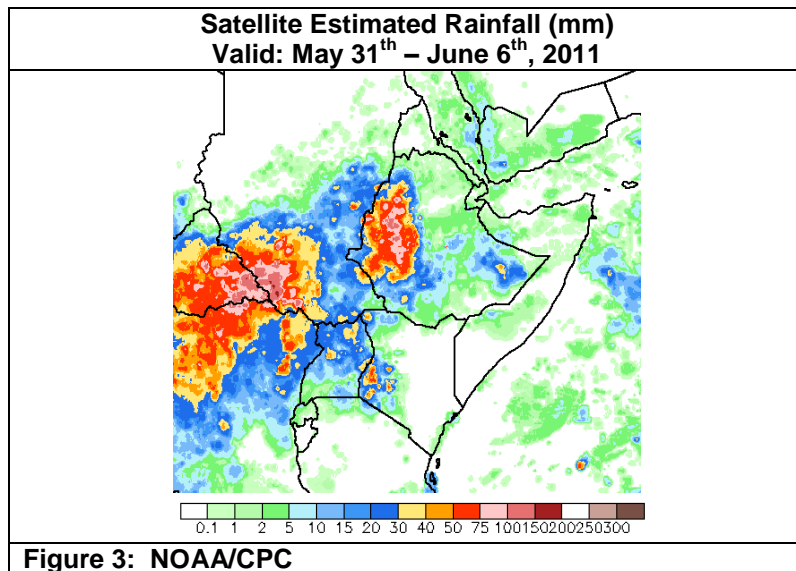 Satellite Estimated Rainfall (mm)
Valid: May 31th – June 6th, 2011
0.1 1 2 5 10 15 20 30 40 50 75 100150200250300
Figure 3: NOAA/CPC